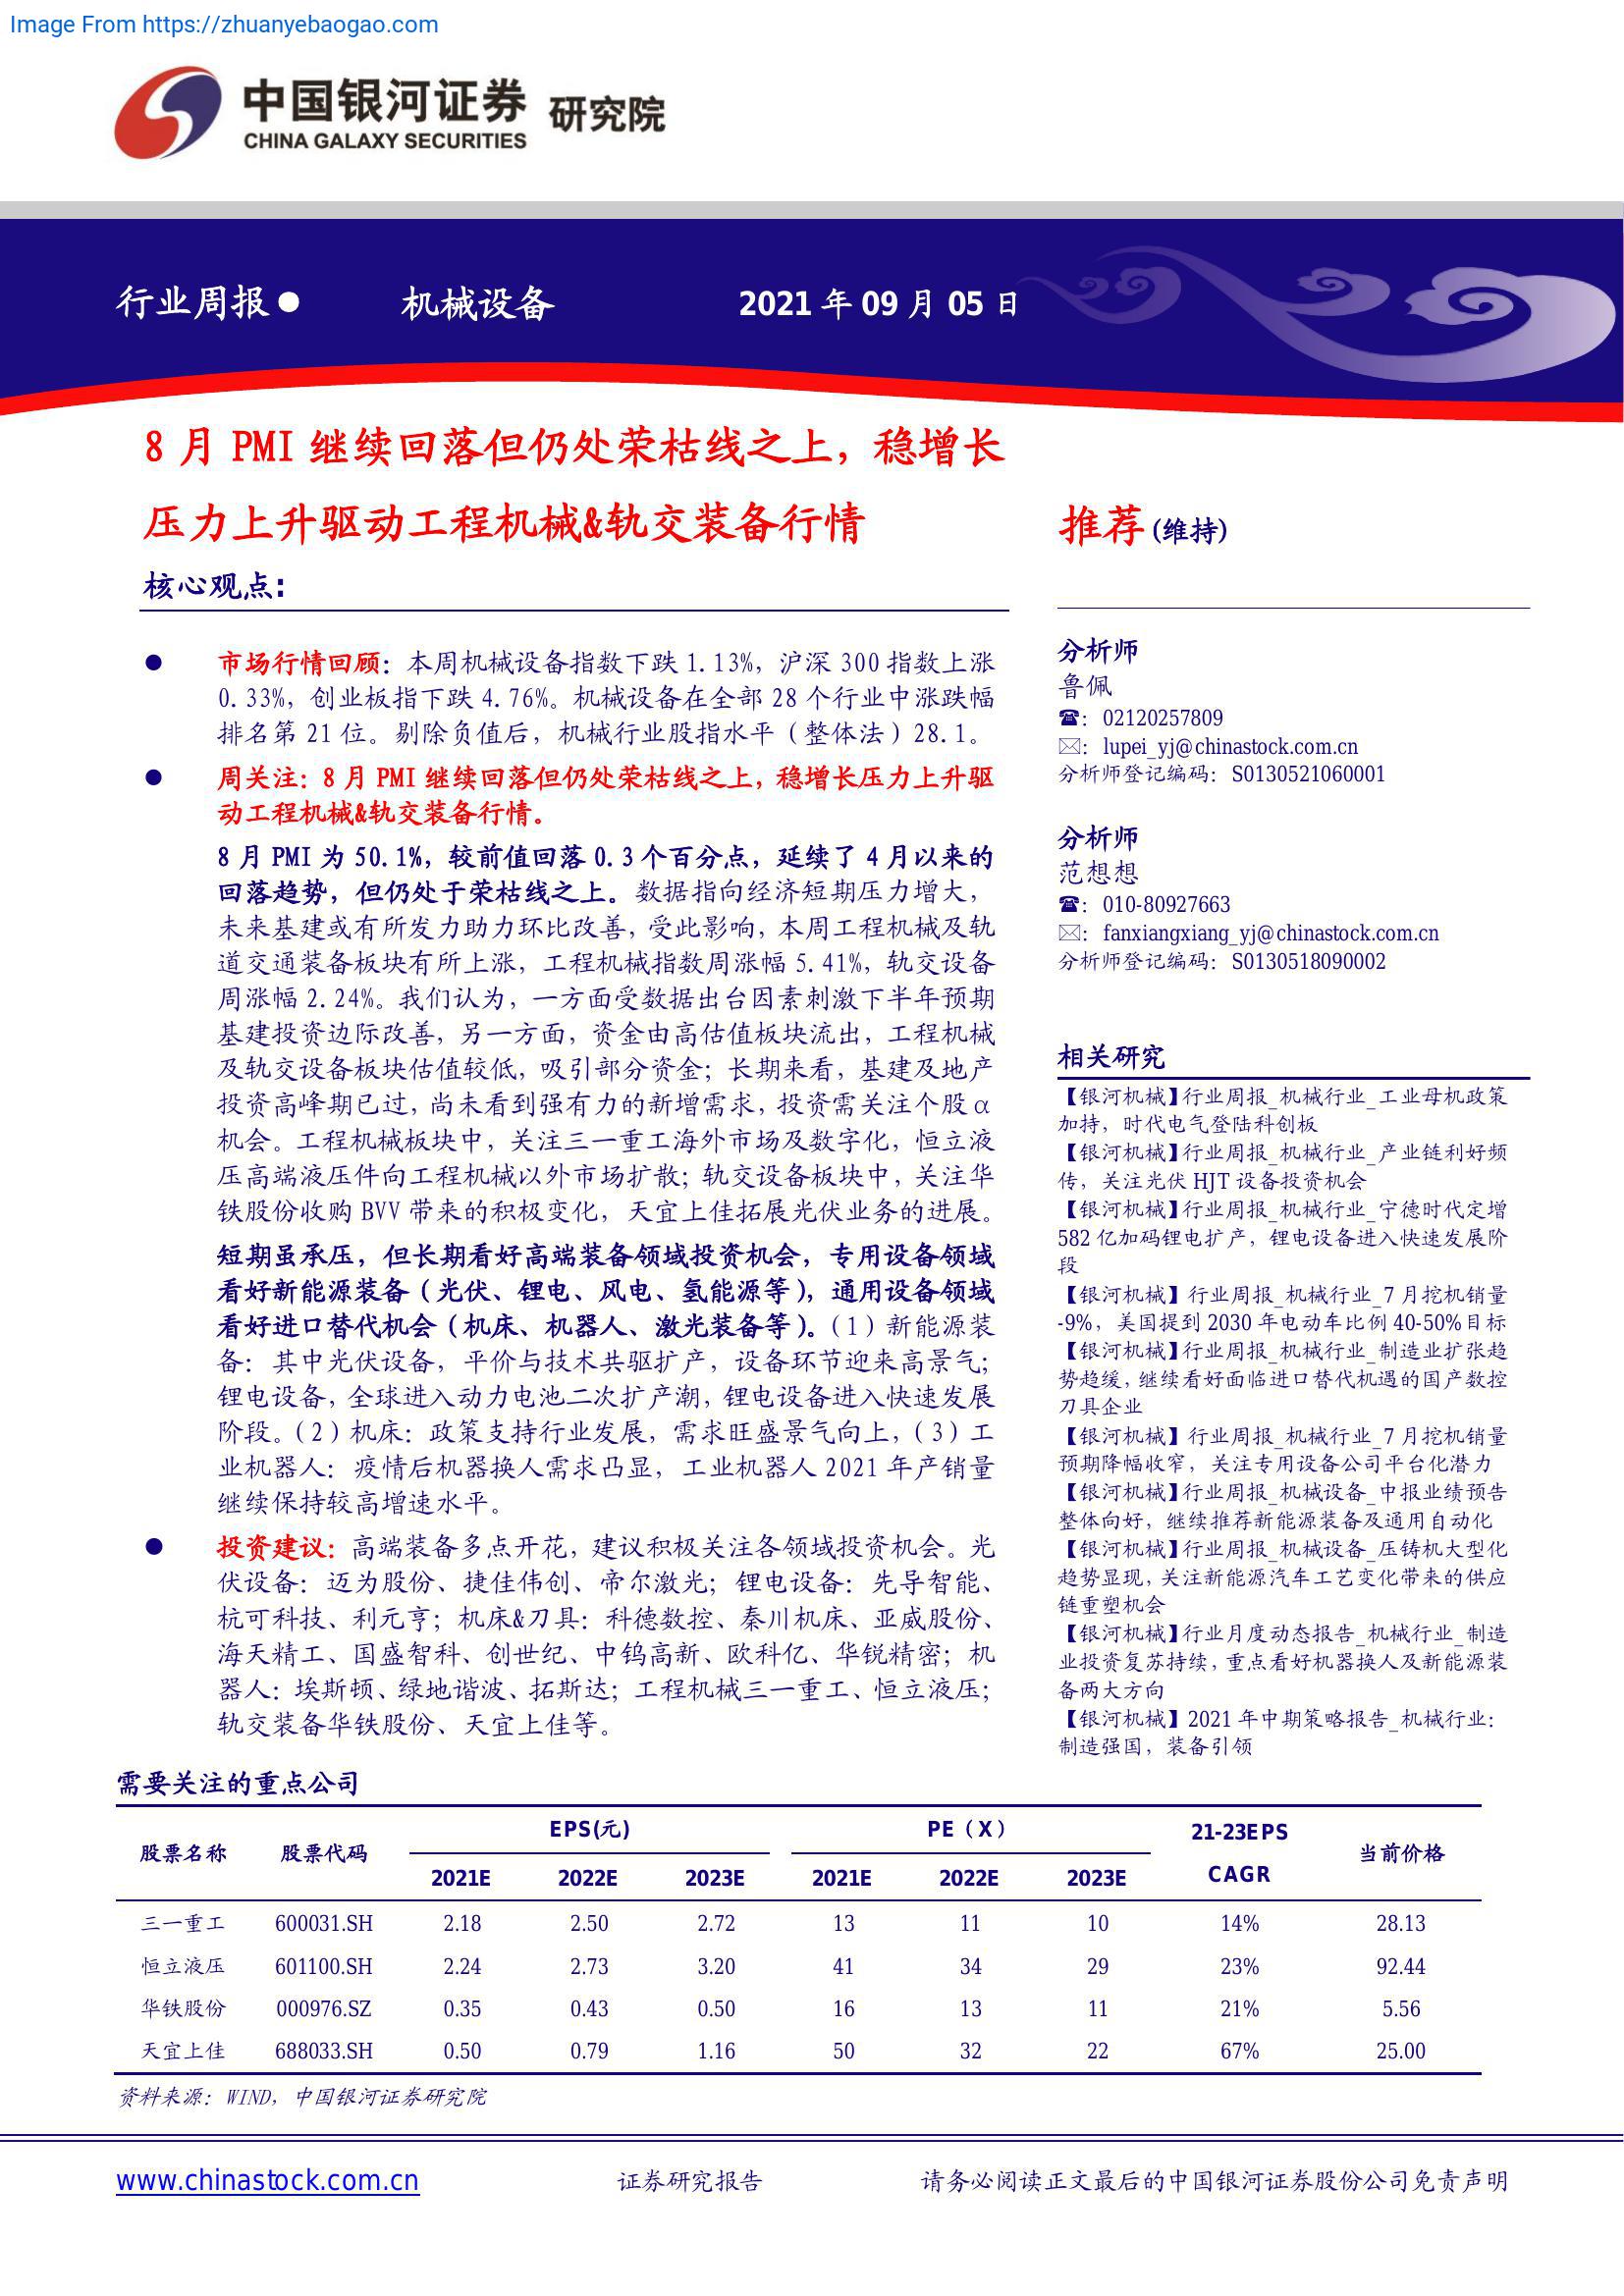 Image From https://zhuanyebaogao.com
中国银河证券 研究院
CHINA GALAXY SECURITIES
行业周报● 机械设备 2021 年 09 月 05 日
8 月 PMI 继续回落但仍处荣枯线之上，稳增长
压力上升驱动工程机械&轨交装备行情
核心观点：
● 市场行情回顾：本周机械设备指数下跌 1.13%，沪深 300 指数上涨
0.33%，创业板指下跌 4.76%。机械设备在全部 28 个行业中涨跌幅
排名第 21 位。剔除负值后，机械行业股指水平（整体法）28.1。
● 周关注：8 月 PMI 继续回落但仍处荣枯线之上，稳增长压力上升驱
动工程机械&轨交装备行情。
8 月 PMI 为 50.1%，较前值回落 0.3 个百分点，延续了 4 月以来的
回落趋势，但仍处于荣枯线之上。数据指向经济短期压力增大，
未来基建或有所发力助力环比改善，受此影响，本周工程机械及轨
道交通装备板块有所上涨，工程机械指数周涨幅 5.41%，轨交设备
周涨幅 2.24%。我们认为，一方面受数据出台因素刺激下半年预期
基建投资边际改善，另一方面，资金由高估值板块流出，工程机械
及轨交设备板块估值较低，吸引部分资金；长期来看，基建及地产
投资高峰期已过，尚未看到强有力的新增需求，投资需关注个股 α
机会。工程机械板块中，关注三一重工海外市场及数字化，恒立液
压高端液压件向工程机械以外市场扩散；轨交设备板块中，关注华
铁股份收购 BVV 带来的积极变化，天宜上佳拓展光伏业务的进展。
短期虽承压，但长期看好高端装备领域投资机会，专用设备领域
看好新能源装备（光伏、锂电、风电、氢能源等），通用设备领域
看好进口替代机会（机床、机器人、激光装备等）。（1）新能源装
备：其中光伏设备，平价与技术共驱扩产，设备环节迎来高景气；
锂电设备，全球进入动力电池二次扩产潮，锂电设备进入快速发展
阶段。（2）机床：政策支持行业发展，需求旺盛景气向上，（3）工
业机器人：疫情后机器换人需求凸显，工业机器人 2021 年产销量
继续保持较高增速水平。
● 投资建议：高端装备多点开花，建议积极关注各领域投资机会。光
伏设备：迈为股份、捷佳伟创、帝尔激光；锂电设备：先导智能、
杭可科技、利元亨；机床&刀具：科德数控、秦川机床、亚威股份、
海天精工、国盛智科、创世纪、中钨高新、欧科亿、华锐精密；机
器人：埃斯顿、绿地谐波、拓斯达；工程机械三一重工、恒立液压；
轨交装备华铁股份、天宜上佳等。
推荐 (维持)
分析师
鲁佩
☎：02120257809
✉：lupei_yj@chinastock.com.cn
分析师登记编码：S0130521060001
分析师
范想想
☎：010-80927663
✉：fanxiangxiang_yj@chinastock.com.cn
分析师登记编码：S0130518090002
相关研究
【银河机械】行业周报_机械行业_工业母机政策
加持，时代电气登陆科创板
【银河机械】行业周报_机械行业_产业链利好频
传，关注光伏 HJT 设备投资机会
【银河机械】行业周报_机械行业_宁德时代定增
582 亿加码锂电扩产，锂电设备进入快速发展阶
段
【银河机械】行业周报_机械行业_7 月挖机销量
-9%，美国提到 2030 年电动车比例 40-50%目标
【银河机械】行业周报_机械行业_制造业扩张趋
势趋缓，继续看好面临进口替代机遇的国产数控
刀具企业
【银河机械】行业周报_机械行业_7 月挖机销量
预期降幅收窄，关注专用设备公司平台化潜力
【银河机械】行业周报_机械设备_中报业绩预告
整体向好，继续推荐新能源装备及通用自动化
【银河机械】行业周报_机械设备_压铸机大型化
趋势显现，关注新能源汽车工艺变化带来的供应
链重塑机会
【银河机械】行业月度动态报告_机械行业_制造
业投资复苏持续，重点看好机器换人及新能源装
备两大方向
【银河机械】2021 年中期策略报告_机械行业：
制造强国，装备引领
需要关注的重点公司
股票名称 股票代码 EPS(元) PE（X） 21-23EPS CAGR 当前价格
2021E 2022E 2023E 2021E 2022E 2023E
三一重工 600031.SH 2.18 2.50 2.72 13 11 10 14% 28.13
恒立液压 601100.SH 2.24 2.73 3.20 41 34 29 23% 92.44
华铁股份 000976.SZ 0.35 0.43 0.50 16 13 11 21% 5.56
天宜上佳 688033.SH 0.50 0.79 1.16 50 32 22 67% 25.00
资料来源：WIND，中国银河证券研究院
www.chinastock.com.cn 证券研究报告 请务必阅读正文最后的中国银河证券股份公司免责声明